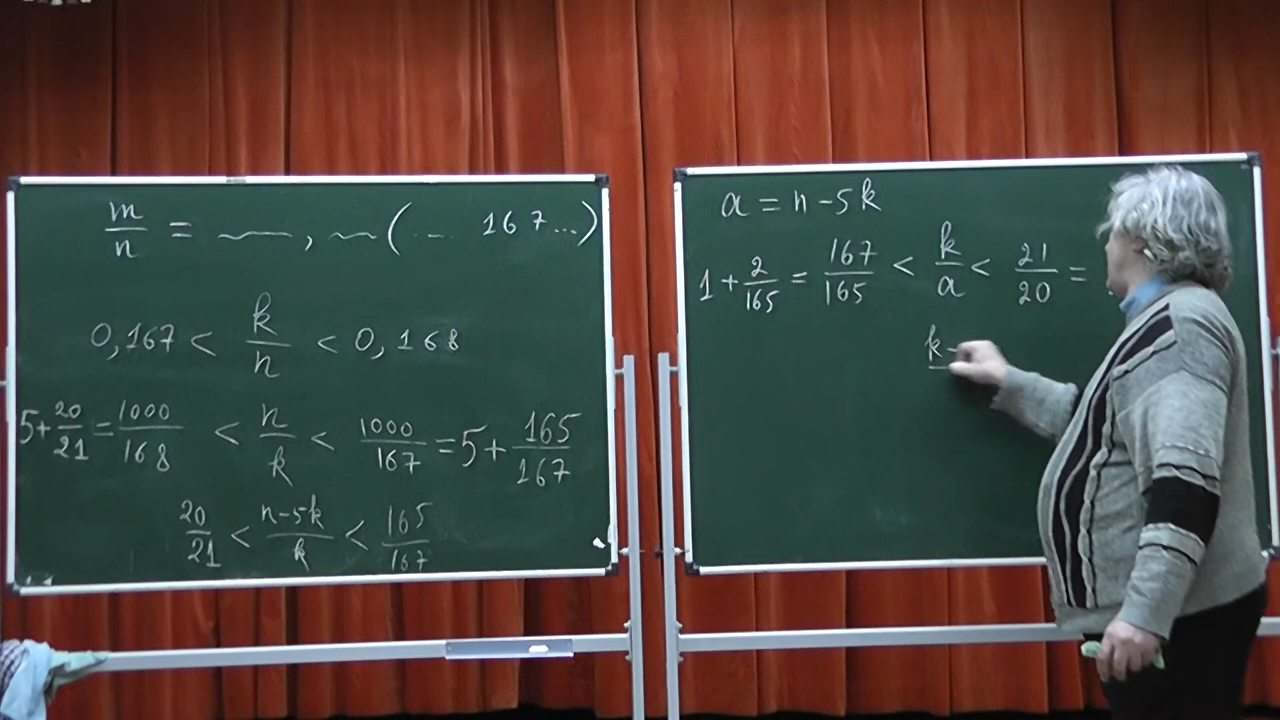 m/n = ~~~, ~~(... 167...)
0,167 < k/n < 0,168
5+20/21=1000/168 < n/k < 1000/167=5+165/167
20/21 < n-5k/k < 165/167
a = n-5k
1+2/165 = 167/165 < k/a < 21/20 =
k-